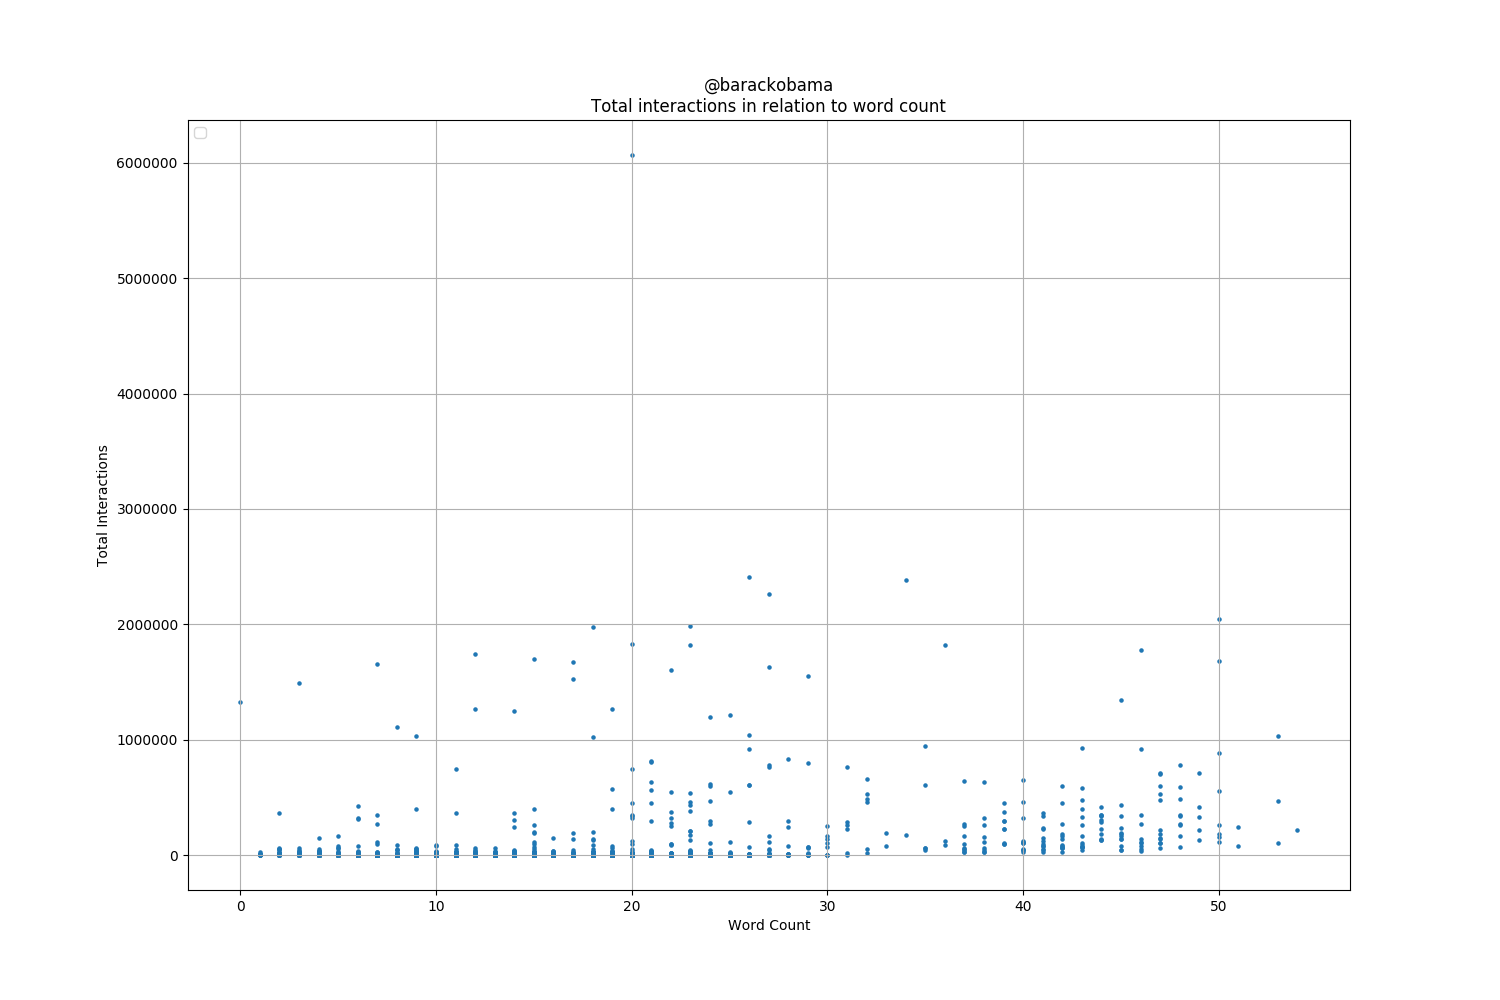 @barackobama
Total interactions in relation to word count
6000000
5000000
4000000
3000000
2000000
1000000
0
Total Interactions
0 10 20 30 40 50
Word Count